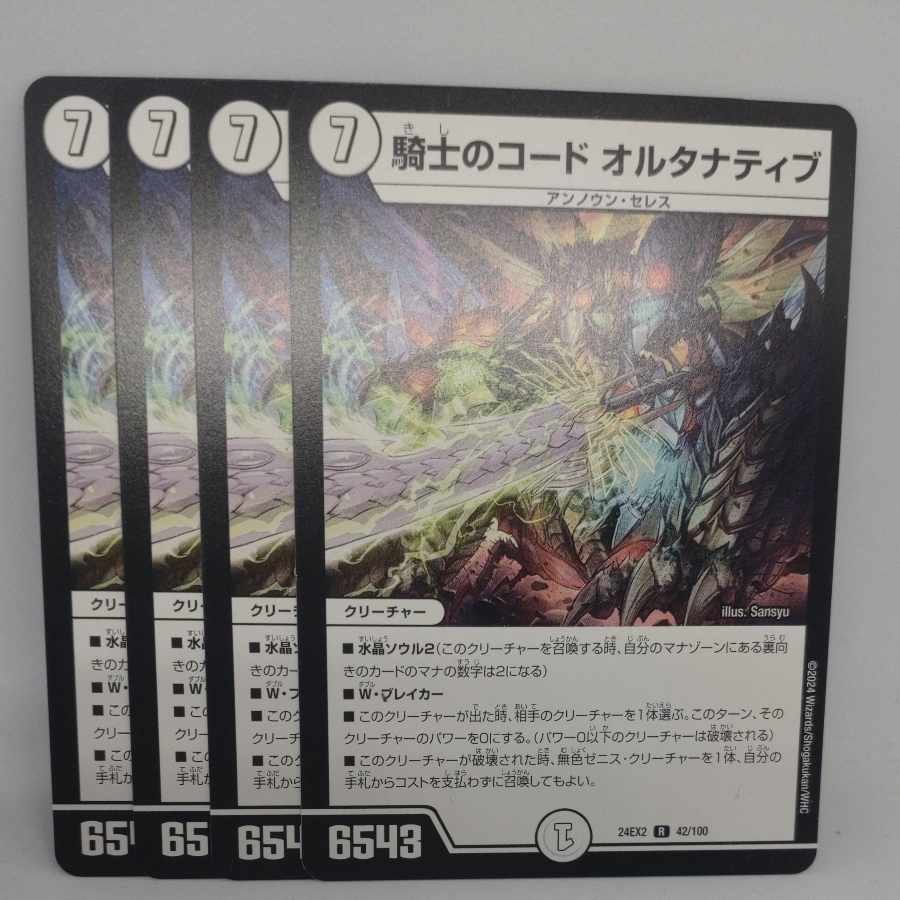 7
7
7
7
騎士のコード オルタナティブ
アンノウン・セレス
illus. Sansyu
クリー
クリー
クリーチ
クリーチャー
■水晶ソウル2(このクリーチャーを召喚する時、自分のマナゾーンにある裏向
きのカードのマナの数字は2になる)
■W・ブレイカー
■このクリーチャーが出た時、相手のクリーチャーを1体選ぶ。このターン、その
クリーチャーのパワーを0にする。(パワー0以下のクリーチャーは破壊される)
■このクリーチャーが破壊された時、無色ゼニス・クリーチャーを1体、自分の
手札からコストを支払わずに召喚してもよい。
©2024 Wizards/Shogakukan/WHC
654
654
654
6543
1
24EX2 R 42/100